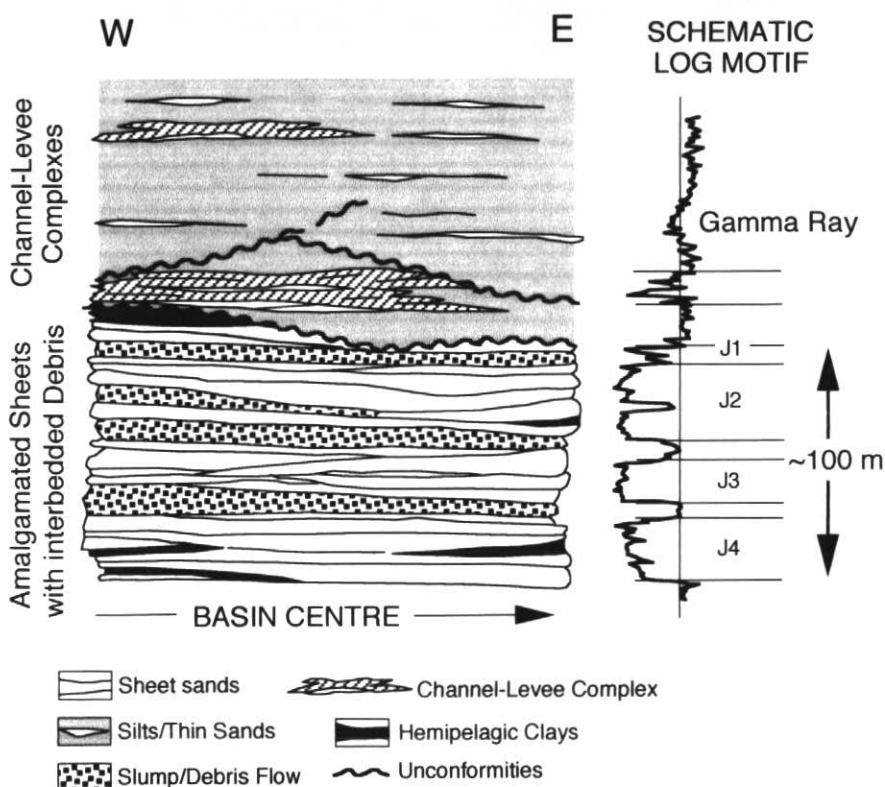 W
E
SCHEMATIC
LOG MOTIF
Channel-Levee
Complexes
Gamma Ray
Amalgamated Sheets
with interbedded Debris
J1
J2
~100 m
J3
J4
BASIN CENTRE
Sheet sands
Channel-Levee Complex
Silts/Thin Sands
Hemipelagic Clays
Slump/Debris Flow
Unconformities